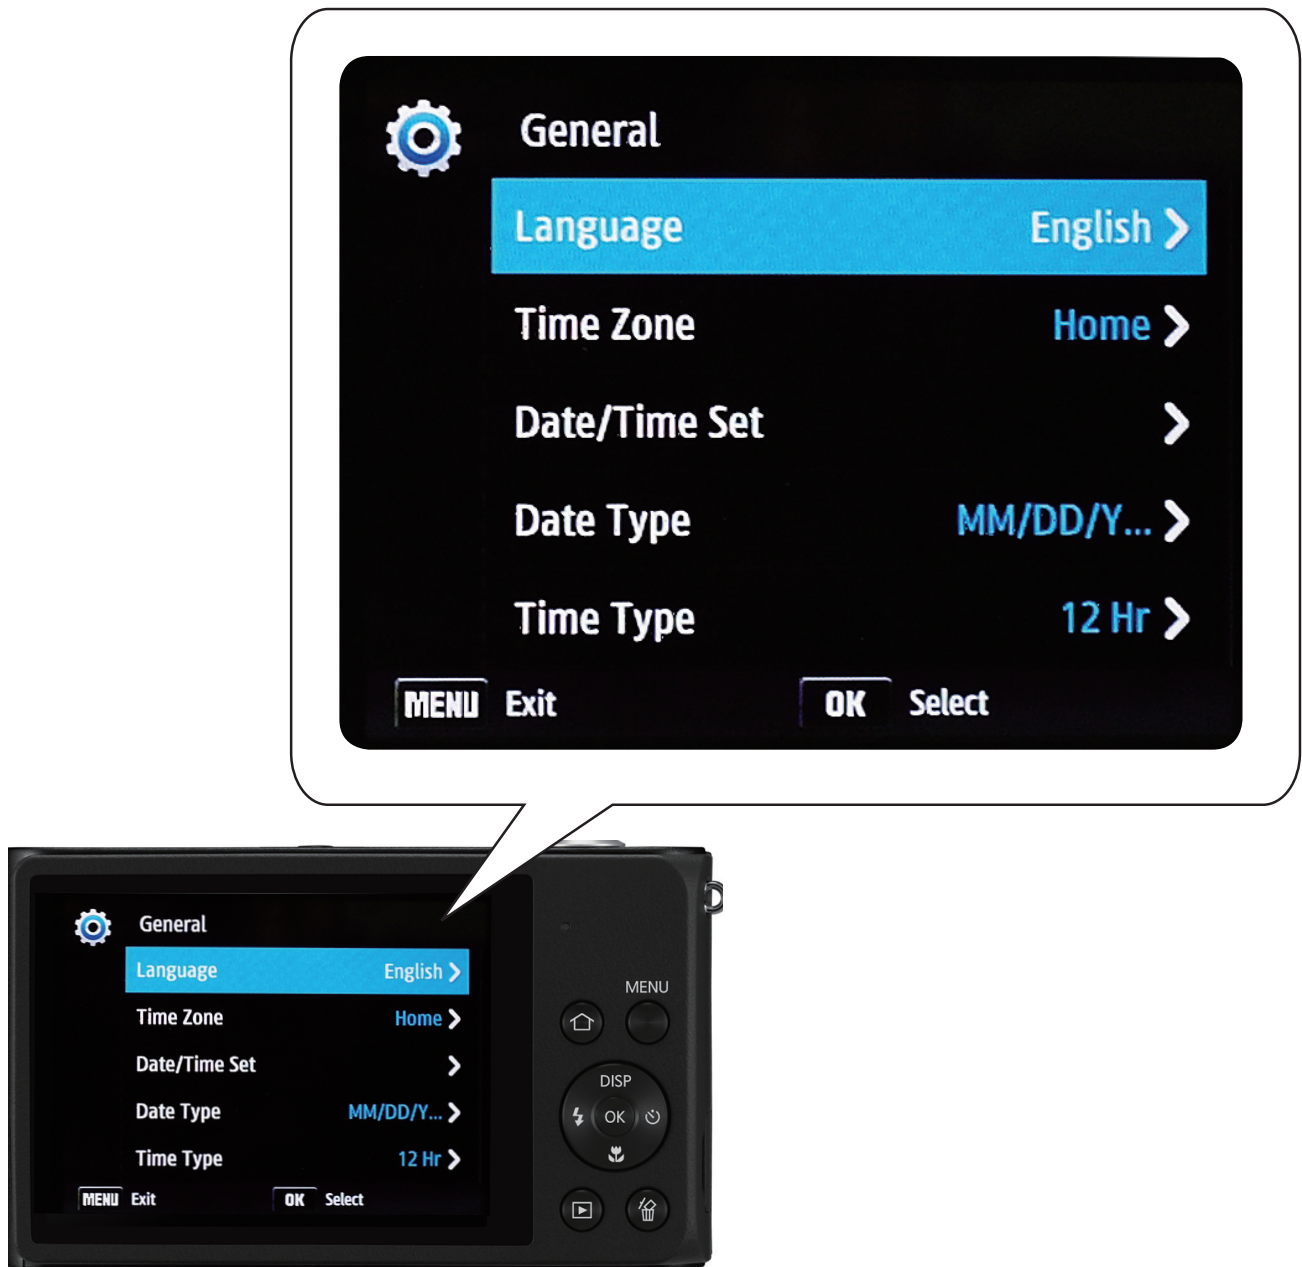 General
Language English
Time Zone Home
Date/Time Set
Date Type MM/DD/Y...
Time Type 12 Hr
MENU Exit OK Select
General
Language English
Time Zone Home
Date/Time Set
Date Type MM/DD/Y...
Time Type 12 Hr
MENU Exit OK Select
MENU
DISP
OK